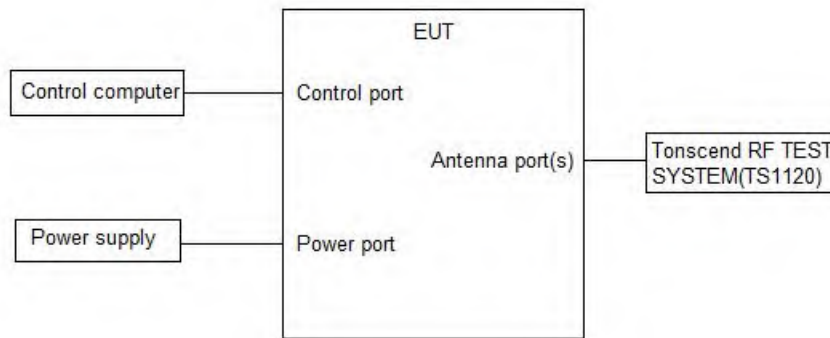 EUT
Control computer
Control port
Antenna port(s)
Tonscend RF TEST
SYSTEM(TS1120)
Power supply
Power port